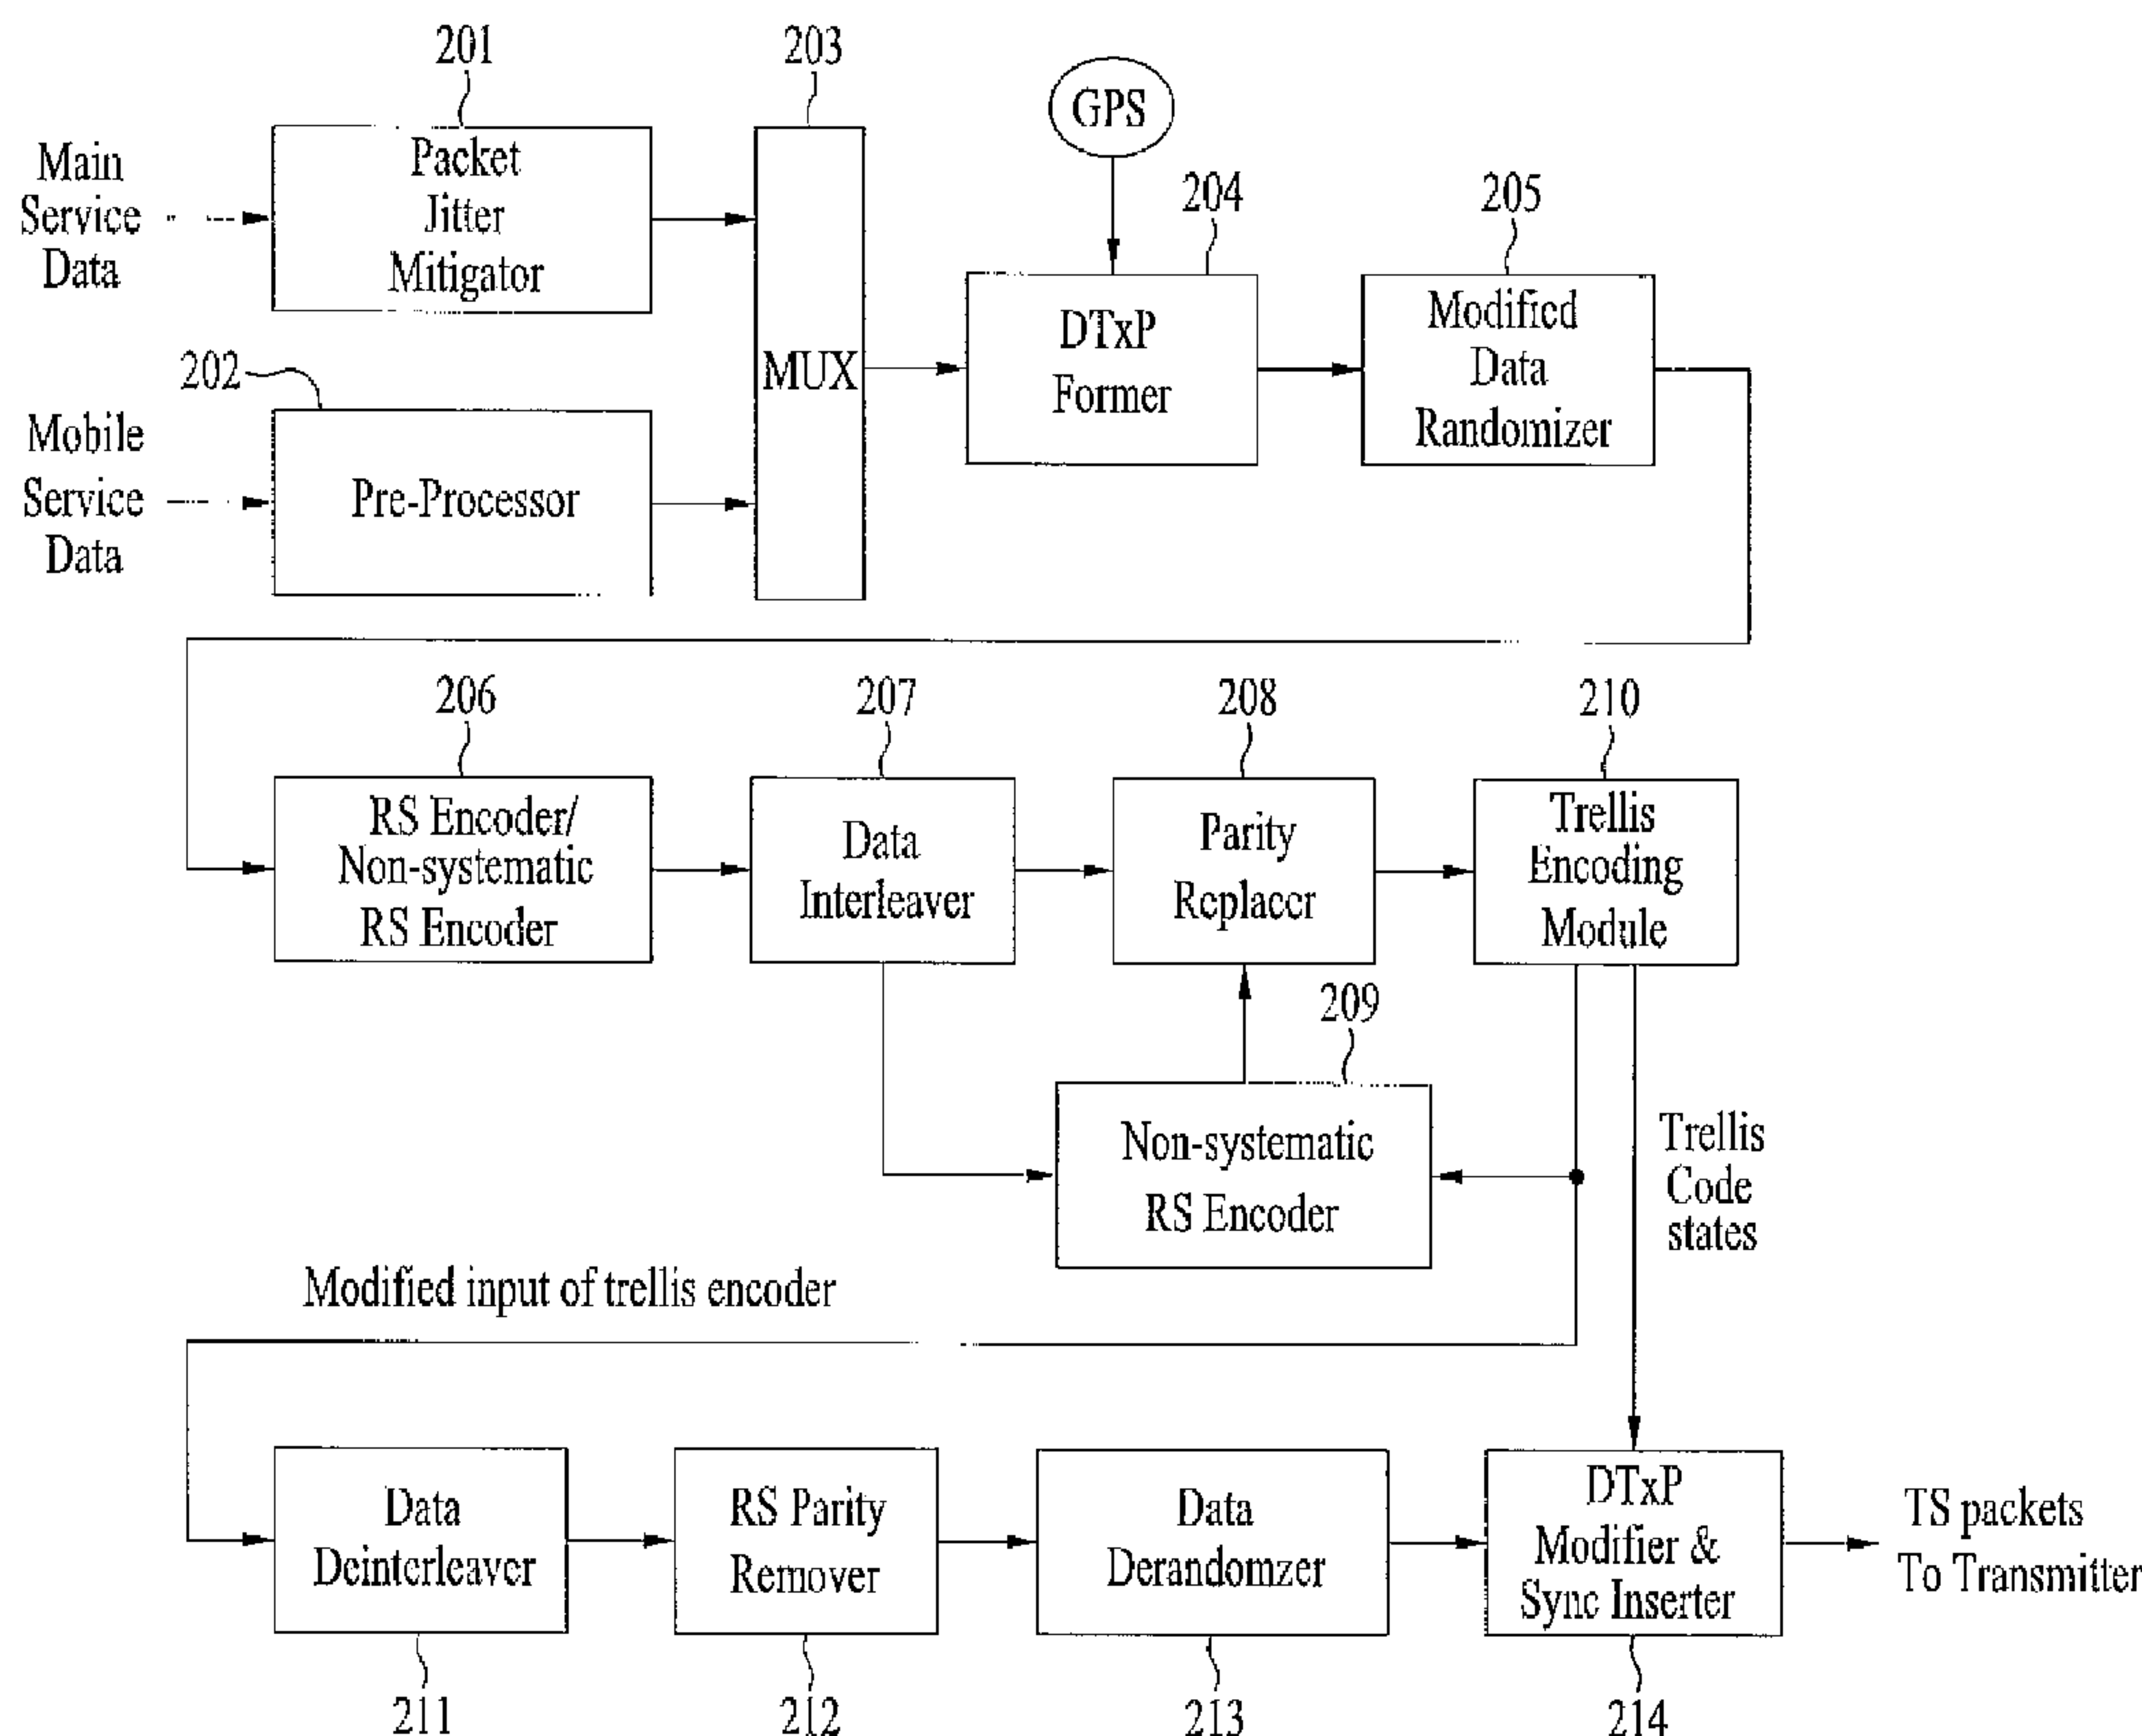 201
203
GPS
Main
Service
Data
Packet
Jitter
Mitigator
204
205
202
MUX
DTxP
Former
Modified
Data
Randomizer
Mobile
Service
Data
Pre-Processor
206
207
208
210
RS Encoder/
Non-systematic
RS Encoder
Data
Interleaver
Parity
Replacer
Trellis
Encoding
Module
209
Non-systematic
RS Encoder
Trellis
Code
states
Modified input of trellis encoder
Data
Deinterleaver
RS Parity
Remover
Data
Derandomzer
DTxP
Modifier &
Sync Inserter
TS packets
To Transmitter
211
212
213
214